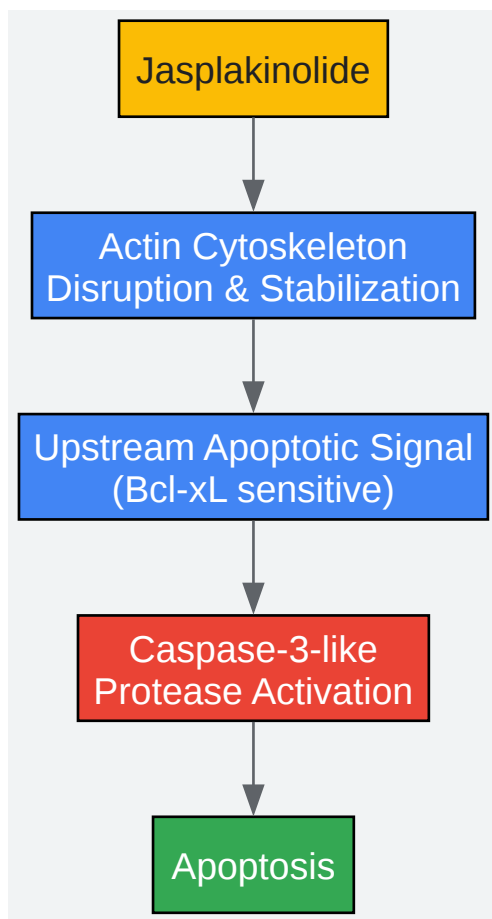 Jasplakinolide
Actin Cytoskeleton
Disruption & Stabilization
Upstream Apoptotic Signal
(Bcl-xL sensitive)
Caspase-3-like
Protease Activation
Apoptosis